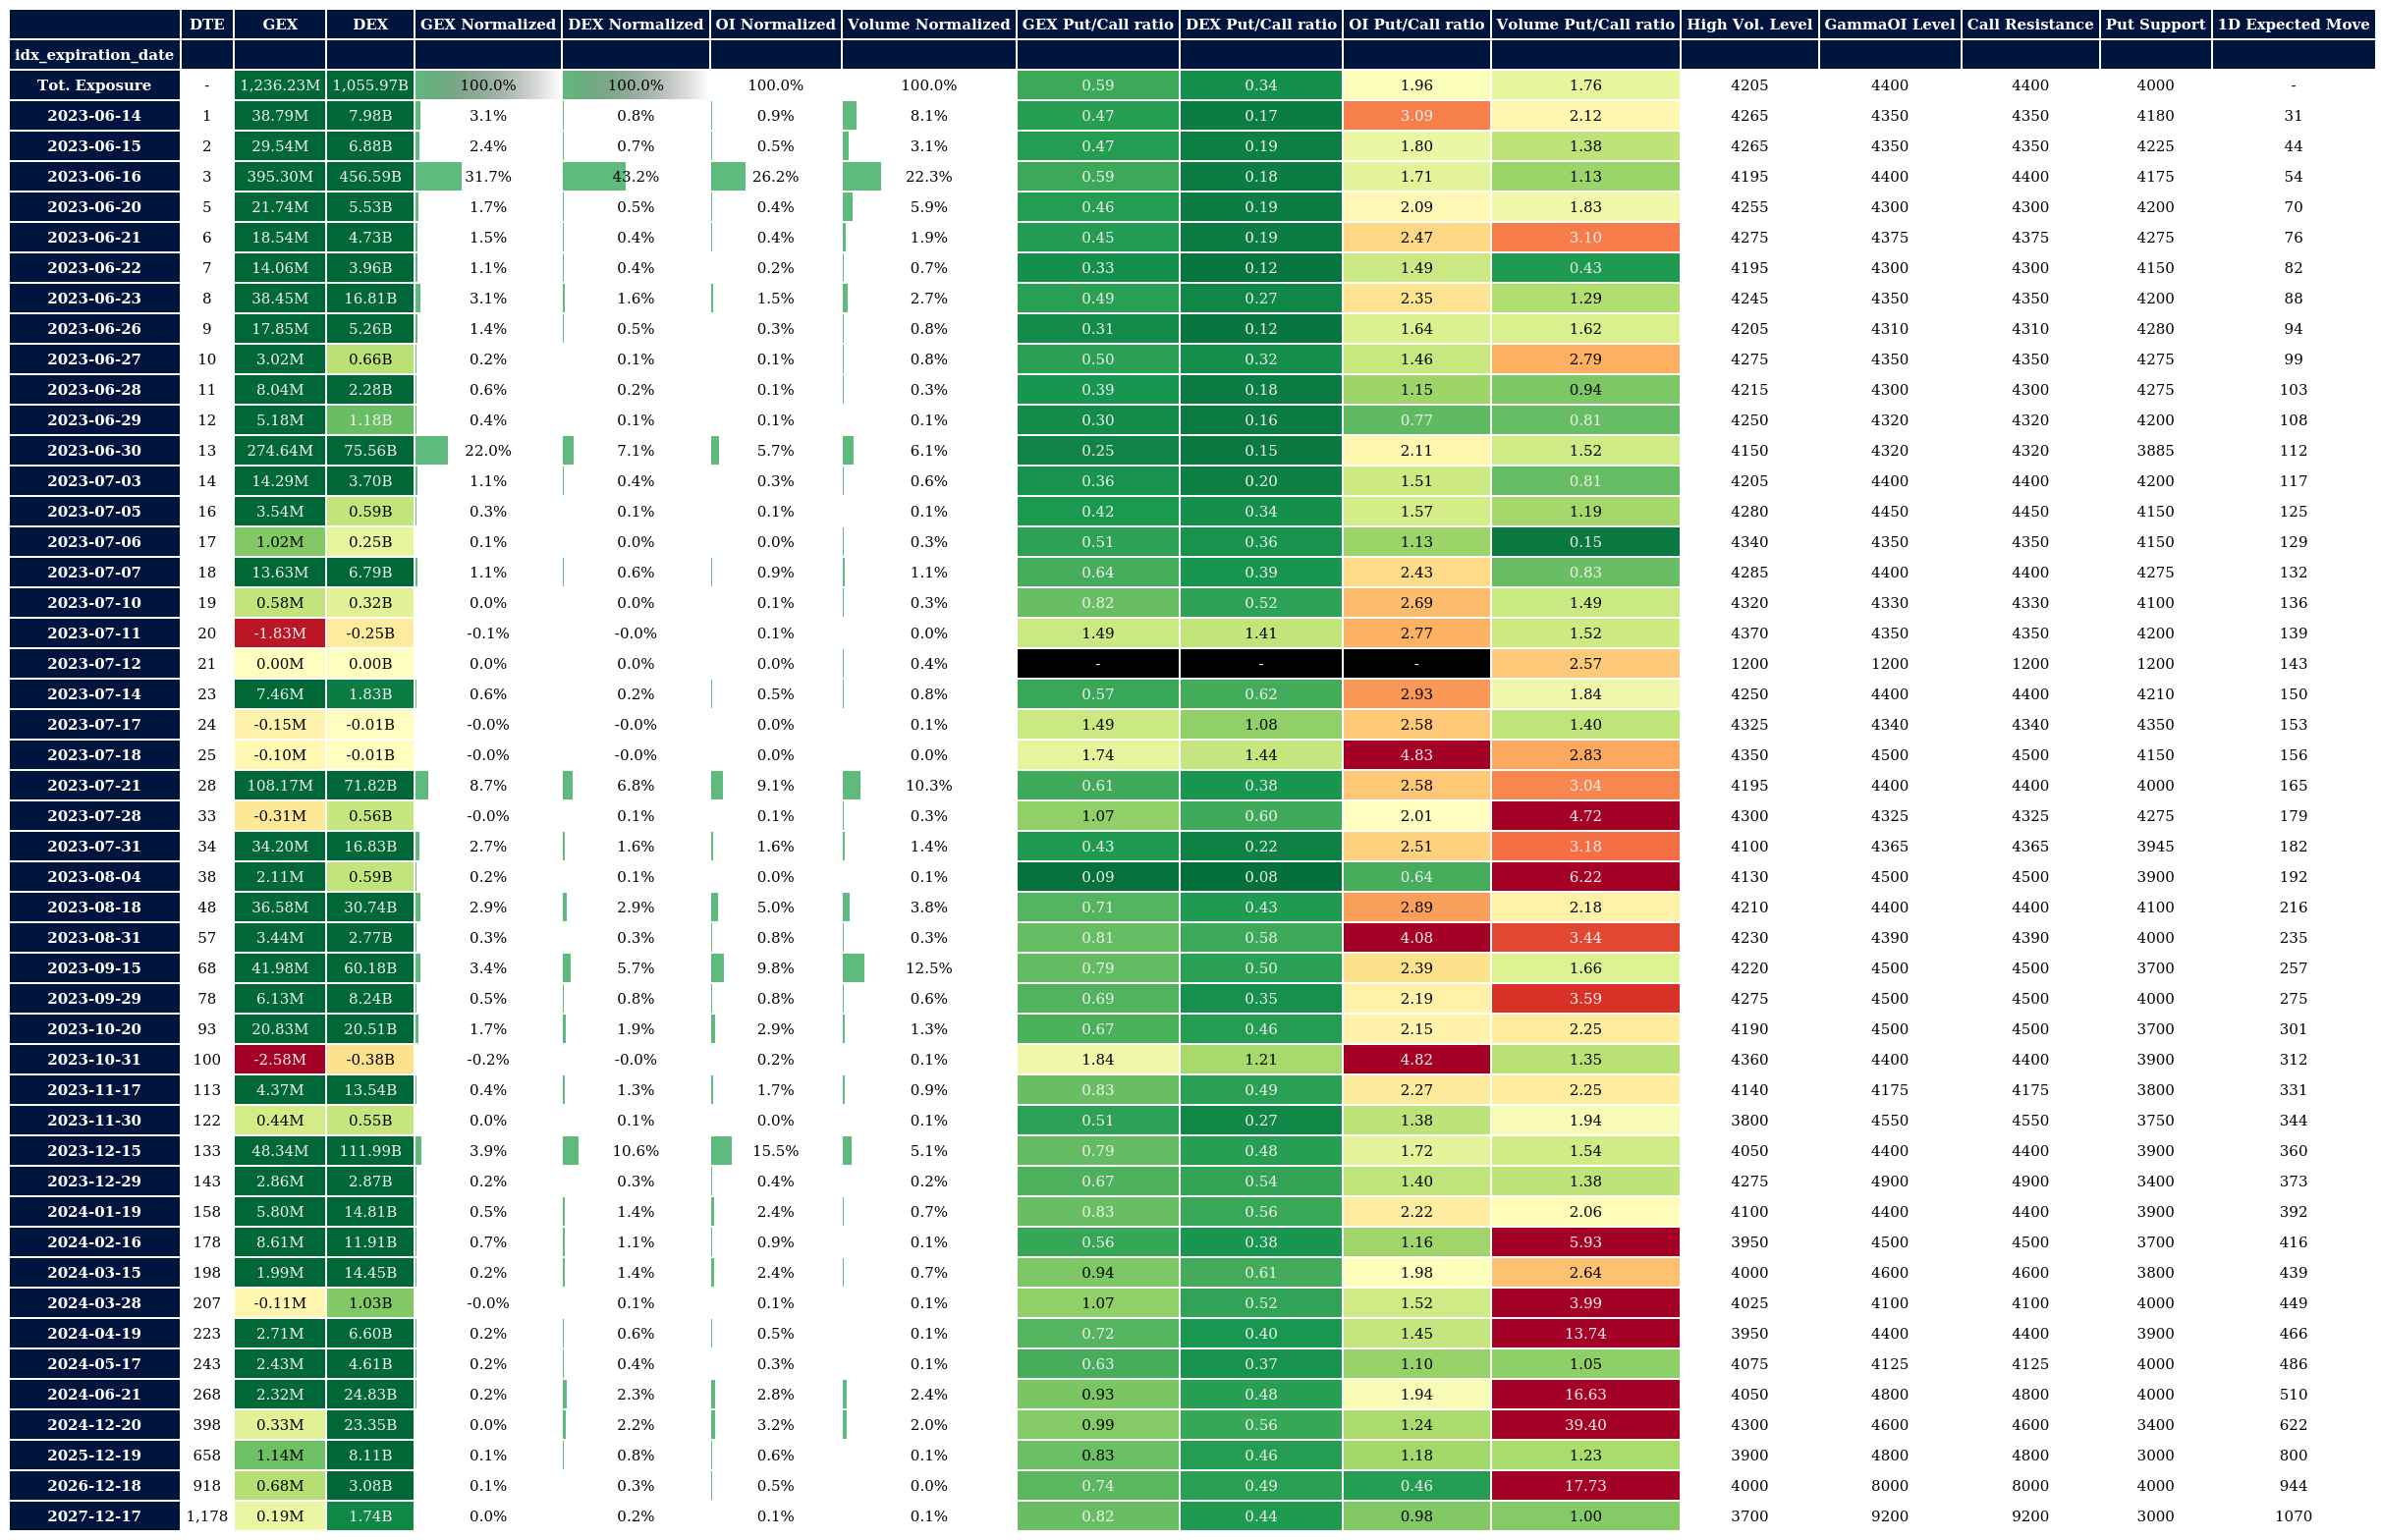 DTE GEX DEX GEX Normalized DEX Normalized OI Normalized Volume Normalized GEX Put/Call ratio DEX Put/Call ratio OI Put/Call ratio Volume Put/Call ratio High Vol. Level GammaOI Level Call Resistance Put Support 1D Expected Move
idx_expiration_date
Tot. Exposure - 1,236.23M 1,055.97B 100.0% 100.0% 100.0% 100.0% 0.59 0.34 1.96 1.76 4205 4400 4400 4000 -
2023-06-14 1 38.79M 7.98B 3.1% 0.8% 0.9% 8.1% 0.47 0.17 3.09 2.12 4265 4350 4350 4180 31
2023-06-15 2 29.54M 6.88B 2.4% 0.7% 0.5% 3.1% 0.47 0.19 1.80 1.38 4265 4350 4350 4225 44
2023-06-16 3 395.30M 456.59B 31.7% 43.2% 26.2% 22.3% 0.59 0.18 1.71 1.13 4195 4400 4400 4175 54
2023-06-20 5 21.74M 5.53B 1.7% 0.5% 0.4% 5.9% 0.46 0.19 2.09 1.83 4255 4300 4300 4200 70
2023-06-21 6 18.54M 4.73B 1.5% 0.4% 0.4% 1.9% 0.45 0.19 2.47 3.10 4275 4375 4375 4275 76
2023-06-22 7 14.06M 3.96B 1.1% 0.4% 0.2% 0.7% 0.33 0.12 1.49 0.43 4195 4300 4300 4150 82
2023-06-23 8 38.45M 16.81B 3.1% 1.6% 1.5% 2.7% 0.49 0.27 2.35 1.29 4245 4350 4350 4200 88
2023-06-26 9 17.85M 5.26B 1.4% 0.5% 0.3% 0.8% 0.31 0.12 1.64 1.62 4205 4310 4310 4280 94
2023-06-27 10 3.02M 0.66B 0.2% 0.1% 0.1% 0.8% 0.50 0.32 1.46 2.79 4275 4350 4350 4275 99
2023-06-28 11 8.04M 2.28B 0.6% 0.2% 0.1% 0.3% 0.39 0.18 1.15 0.94 4215 4300 4300 4275 103
2023-06-29 12 5.18M 1.18B 0.4% 0.1% 0.1% 0.1% 0.30 0.16 0.77 0.81 4250 4320 4320 4200 108
2023-06-30 13 274.64M 75.56B 22.0% 7.1% 5.7% 6.1% 0.25 0.15 2.11 1.52 4150 4320 4320 3885 112
2023-07-03 14 14.29M 3.70B 1.1% 0.4% 0.3% 0.6% 0.36 0.20 1.51 0.81 4205 4400 4400 4200 117
2023-07-05 16 3.54M 0.59B 0.3% 0.1% 0.1% 0.1% 0.42 0.34 1.57 1.19 4280 4450 4450 4150 125
2023-07-06 17 1.02M 0.25B 0.1% 0.0% 0.0% 0.3% 0.51 0.36 1.13 0.15 4340 4350 4350 4150 129
2023-07-07 18 13.63M 6.79B 1.1% 0.6% 0.9% 1.1% 0.64 0.39 2.43 0.83 4285 4400 4400 4275 132
2023-07-10 19 0.58M 0.32B 0.0% 0.0% 0.1% 0.3% 0.82 0.52 2.69 1.49 4320 4330 4330 4100 136
2023-07-11 20 -1.83M -0.25B -0.1% -0.0% 0.1% 0.0% 1.49 1.41 2.77 1.52 4370 4350 4350 4200 139
2023-07-12 21 0.00M 0.00B 0.0% 0.0% 0.0% 0.4% - - - 2.57 1200 1200 1200 1200 143
2023-07-14 23 7.46M 1.83B 0.6% 0.2% 0.5% 0.8% 0.57 0.62 2.93 1.84 4250 4400 4400 4210 150
2023-07-17 24 -0.15M -0.01B -0.0% -0.0% 0.0% 0.1% 1.49 1.08 2.58 1.40 4325 4340 4340 4350 153
2023-07-18 25 -0.10M -0.01B -0.0% -0.0% 0.0% 0.0% 1.74 1.44 4.83 2.83 4350 4500 4500 4150 156
2023-07-21 28 108.17M 71.82B 8.7% 6.8% 9.1% 10.3% 0.61 0.38 2.58 3.04 4195 4400 4400 4000 165
2023-07-28 33 -0.31M 0.56B -0.0% 0.1% 0.1% 0.3% 1.07 0.60 2.01 4.72 4300 4325 4325 4275 179
2023-07-31 34 34.20M 16.83B 2.7% 1.6% 1.6% 1.4% 0.43 0.22 2.51 3.18 4100 4365 4365 3945 182
2023-08-04 38 2.11M 0.59B 0.2% 0.1% 0.0% 0.1% 0.09 0.08 0.64 6.22 4130 4500 4500 3900 192
2023-08-18 48 36.58M 30.74B 2.9% 2.9% 5.0% 3.8% 0.71 0.43 2.89 2.18 4210 4400 4400 4100 216
2023-08-31 57 3.44M 2.77B 0.3% 0.3% 0.8% 0.3% 0.81 0.58 4.08 3.44 4230 4390 4390 4000 235
2023-09-15 68 41.98M 60.18B 3.4% 5.7% 9.8% 12.5% 0.79 0.50 2.39 1.66 4220 4500 4500 3700 257
2023-09-29 78 6.13M 8.24B 0.5% 0.8% 0.8% 0.6% 0.69 0.35 2.19 3.59 4275 4500 4500 4000 275
2023-10-20 93 20.83M 20.51B 1.7% 1.9% 2.9% 1.3% 0.67 0.46 2.15 2.25 4190 4500 4500 3700 301
2023-10-31 100 -2.58M -0.38B -0.2% -0.0% 0.2% 0.1% 1.84 1.21 4.82 1.35 4360 4400 4400 3900 312
2023-11-17 113 4.37M 13.54B 0.4% 1.3% 1.7% 0.9% 0.83 0.49 2.27 2.25 4140 4175 4175 3800 331
2023-11-30 122 0.44M 0.55B 0.0% 0.1% 0.0% 0.1% 0.51 0.27 1.38 1.94 3800 4550 4550 3750 344
2023-12-15 133 48.34M 111.99B 3.9% 10.6% 15.5% 5.1% 0.79 0.48 1.72 1.54 4050 4400 4400 3900 360
2023-12-29 143 2.86M 2.87B 0.2% 0.3% 0.4% 0.2% 0.67 0.54 1.40 1.38 4275 4900 4900 3400 373
2024-01-19 158 5.80M 14.81B 0.5% 1.4% 2.4% 0.7% 0.83 0.56 2.22 2.06 4100 4400 4400 3900 392
2024-02-16 178 8.61M 11.91B 0.7% 1.1% 0.9% 0.1% 0.56 0.38 1.16 5.93 3950 4500 4500 3700 416
2024-03-15 198 1.99M 14.45B 0.2% 1.4% 2.4% 0.7% 0.94 0.61 1.98 2.64 4000 4600 4600 3800 439
2024-03-28 207 -0.11M 1.03B -0.0% 0.1% 0.1% 0.1% 1.07 0.52 1.52 3.99 4025 4100 4100 4000 449
2024-04-19 223 2.71M 6.60B 0.2% 0.6% 0.5% 0.1% 0.72 0.40 1.45 13.74 3950 4400 4400 3900 466
2024-05-17 243 2.43M 4.61B 0.2% 0.4% 0.3% 0.1% 0.63 0.37 1.10 1.05 4075 4125 4125 4000 486
2024-06-21 268 2.32M 24.83B 0.2% 2.3% 2.8% 2.4% 0.93 0.48 1.94 16.63 4050 4800 4800 4000 510
2024-12-20 398 0.33M 23.35B 0.0% 2.2% 3.2% 2.0% 0.99 0.56 1.24 39.40 4300 4600 4600 3400 622
2025-12-19 658 1.14M 8.11B 0.1% 0.8% 0.6% 0.1% 0.83 0.46 1.18 1.23 3900 4800 4800 3000 800
2026-12-18 918 0.68M 3.08B 0.1% 0.3% 0.5% 0.0% 0.74 0.49 0.46 17.73 4000 8000 8000 4000 944
2027-12-17 1,178 0.19M 1.74B 0.0% 0.2% 0.1% 0.1% 0.82 0.44 0.98 1.00 3700 9200 9200 3000 1070